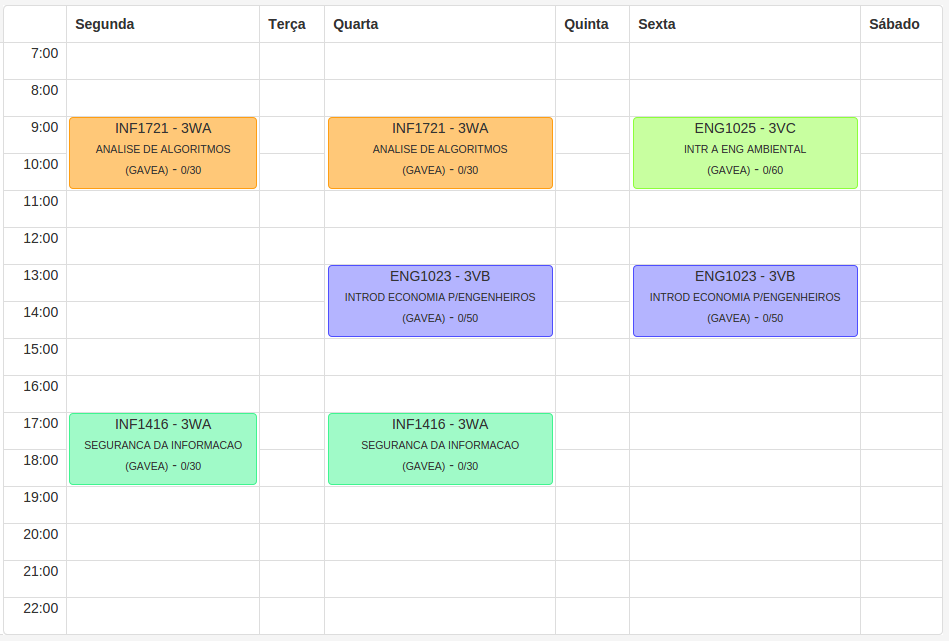 Segunda Terça Quarta Quinta Sexta Sábado
7:00
8:00
9:00
INF1721 - 3WA
ANALISE DE ALGORITMOS
(GAVEA) - 0/30
INF1721 - 3WA
ANALISE DE ALGORITMOS
(GAVEA) - 0/30
ENG1025 - 3VC
INTR A ENG AMBIENTAL
(GAVEA) - 0/60
10:00
11:00
12:00
13:00
ENG1023 - 3VB
INTROD ECONOMIA P/ENGENHEIROS
(GAVEA) - 0/50
ENG1023 - 3VB
INTROD ECONOMIA P/ENGENHEIROS
(GAVEA) - 0/50
14:00
15:00
16:00
17:00
INF1416 - 3WA
SEGURANCA DA INFORMACAO
(GAVEA) - 0/30
INF1416 - 3WA
SEGURANCA DA INFORMACAO
(GAVEA) - 0/30
18:00
19:00
20:00
21:00
22:00